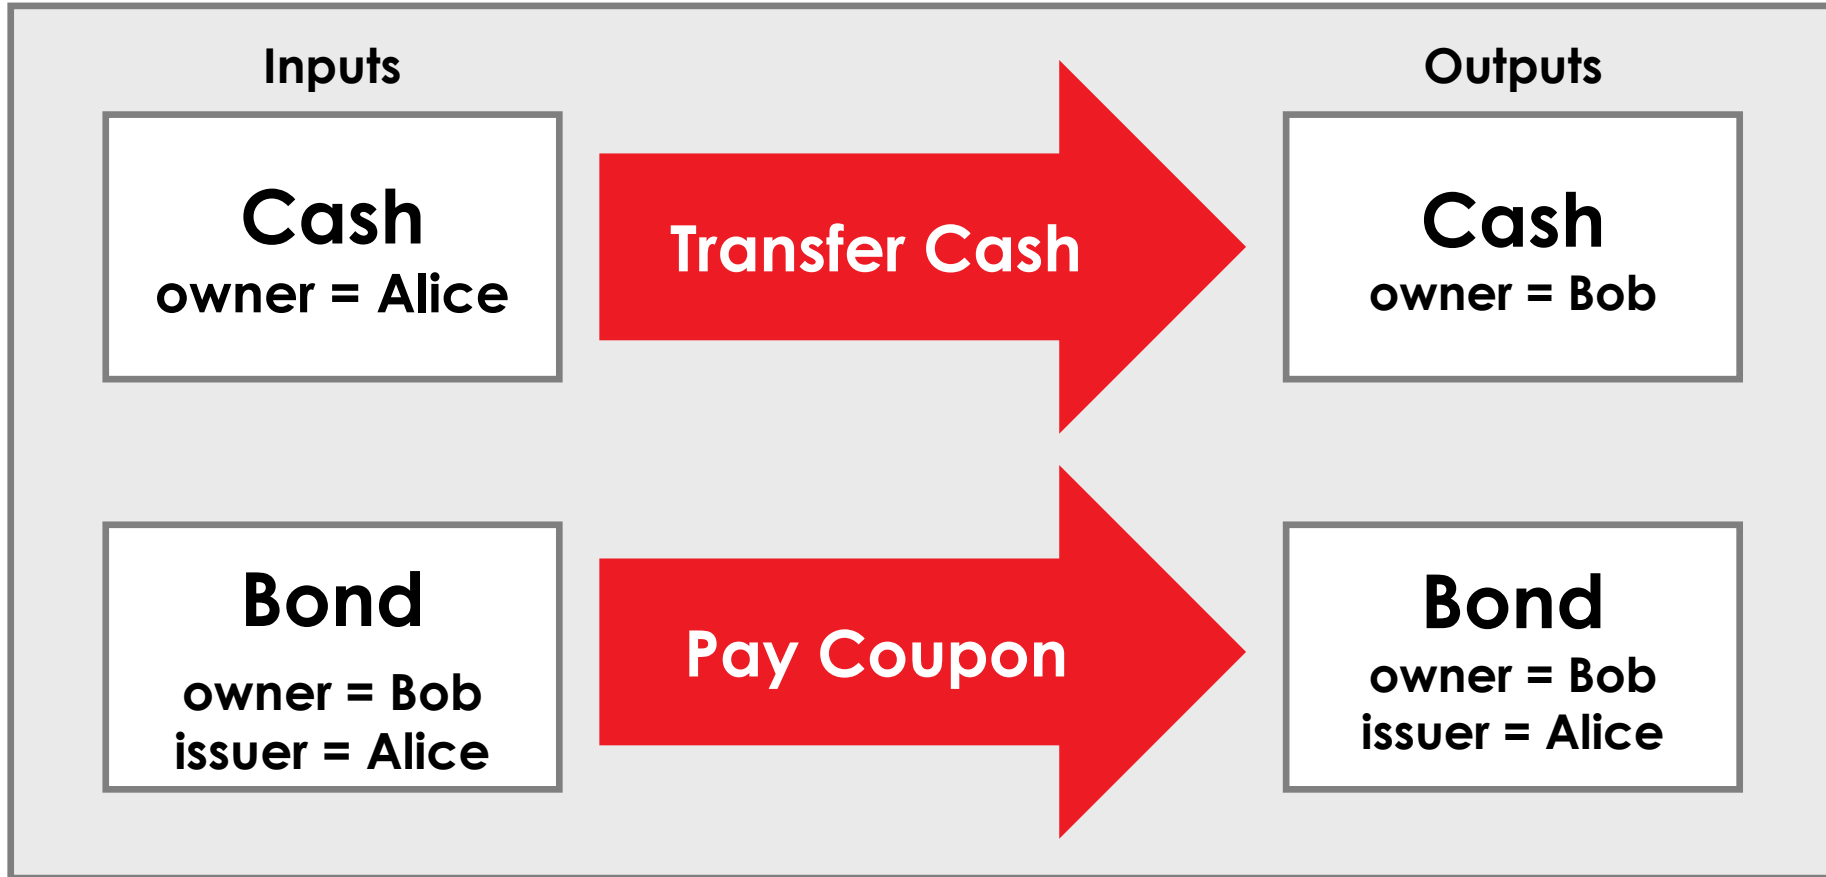 Inputs
Outputs
Cash
owner = Alice
Transfer Cash
Cash
owner = Bob
Bond
owner = Bob
issuer = Alice
Pay Coupon
Bond
owner = Bob
issuer = Alice